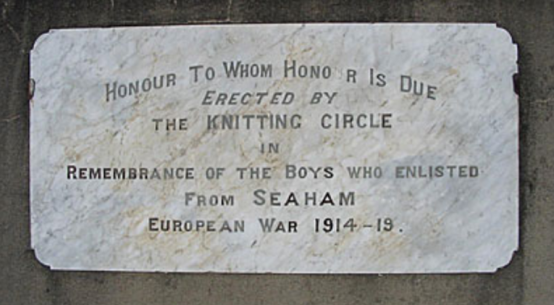 Honour To Whom Hono r Is Due
Erected by
the Knitting Circle
in
Remembrance of the Boys who enlisted
From Seaham
European War 1914-19.